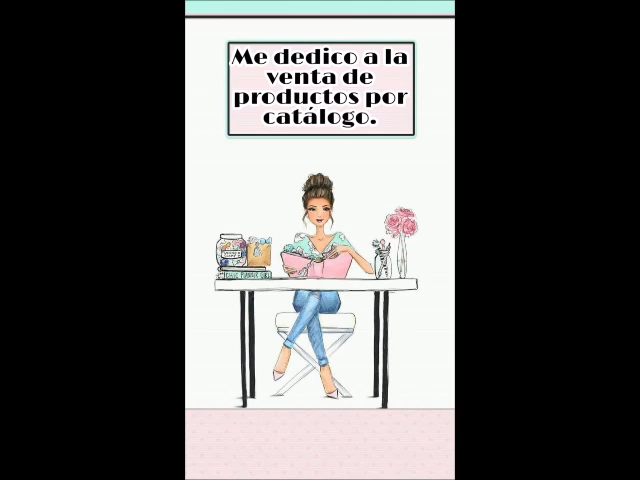 Me dedico a la
venta de
productos por
catálogo.